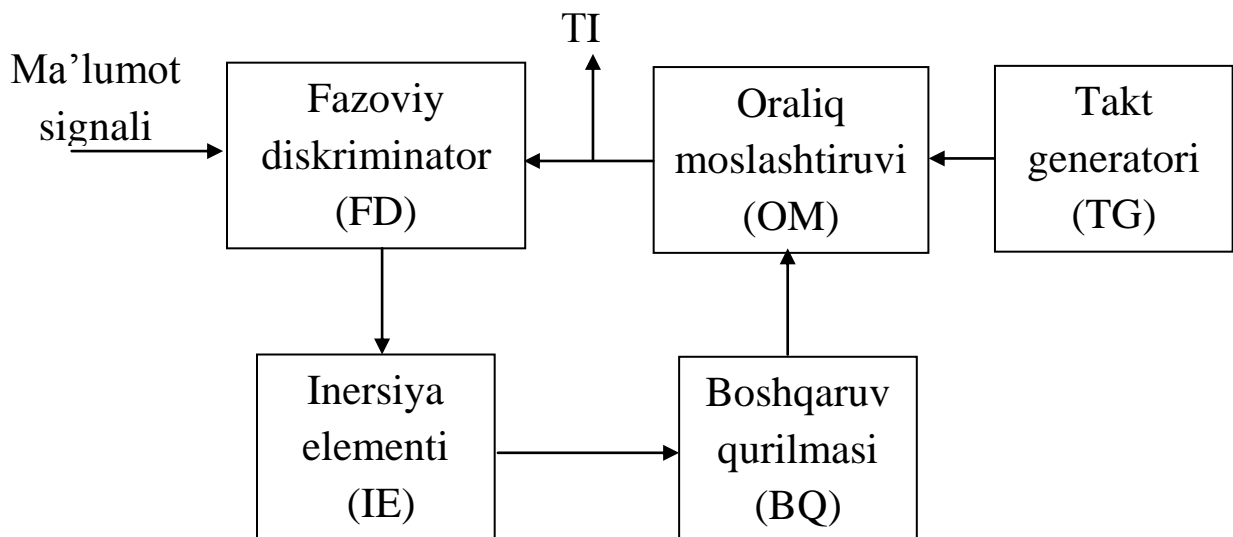 TI
Ma’lumot
signali
Fazoviy
diskriminator
(FD)
Oraliq
moslashtiruvi
(OM)
Takt
generatori
(TG)
Inersiya
elementi
(IE)
Boshqaruv
qurilmasi
(BQ)